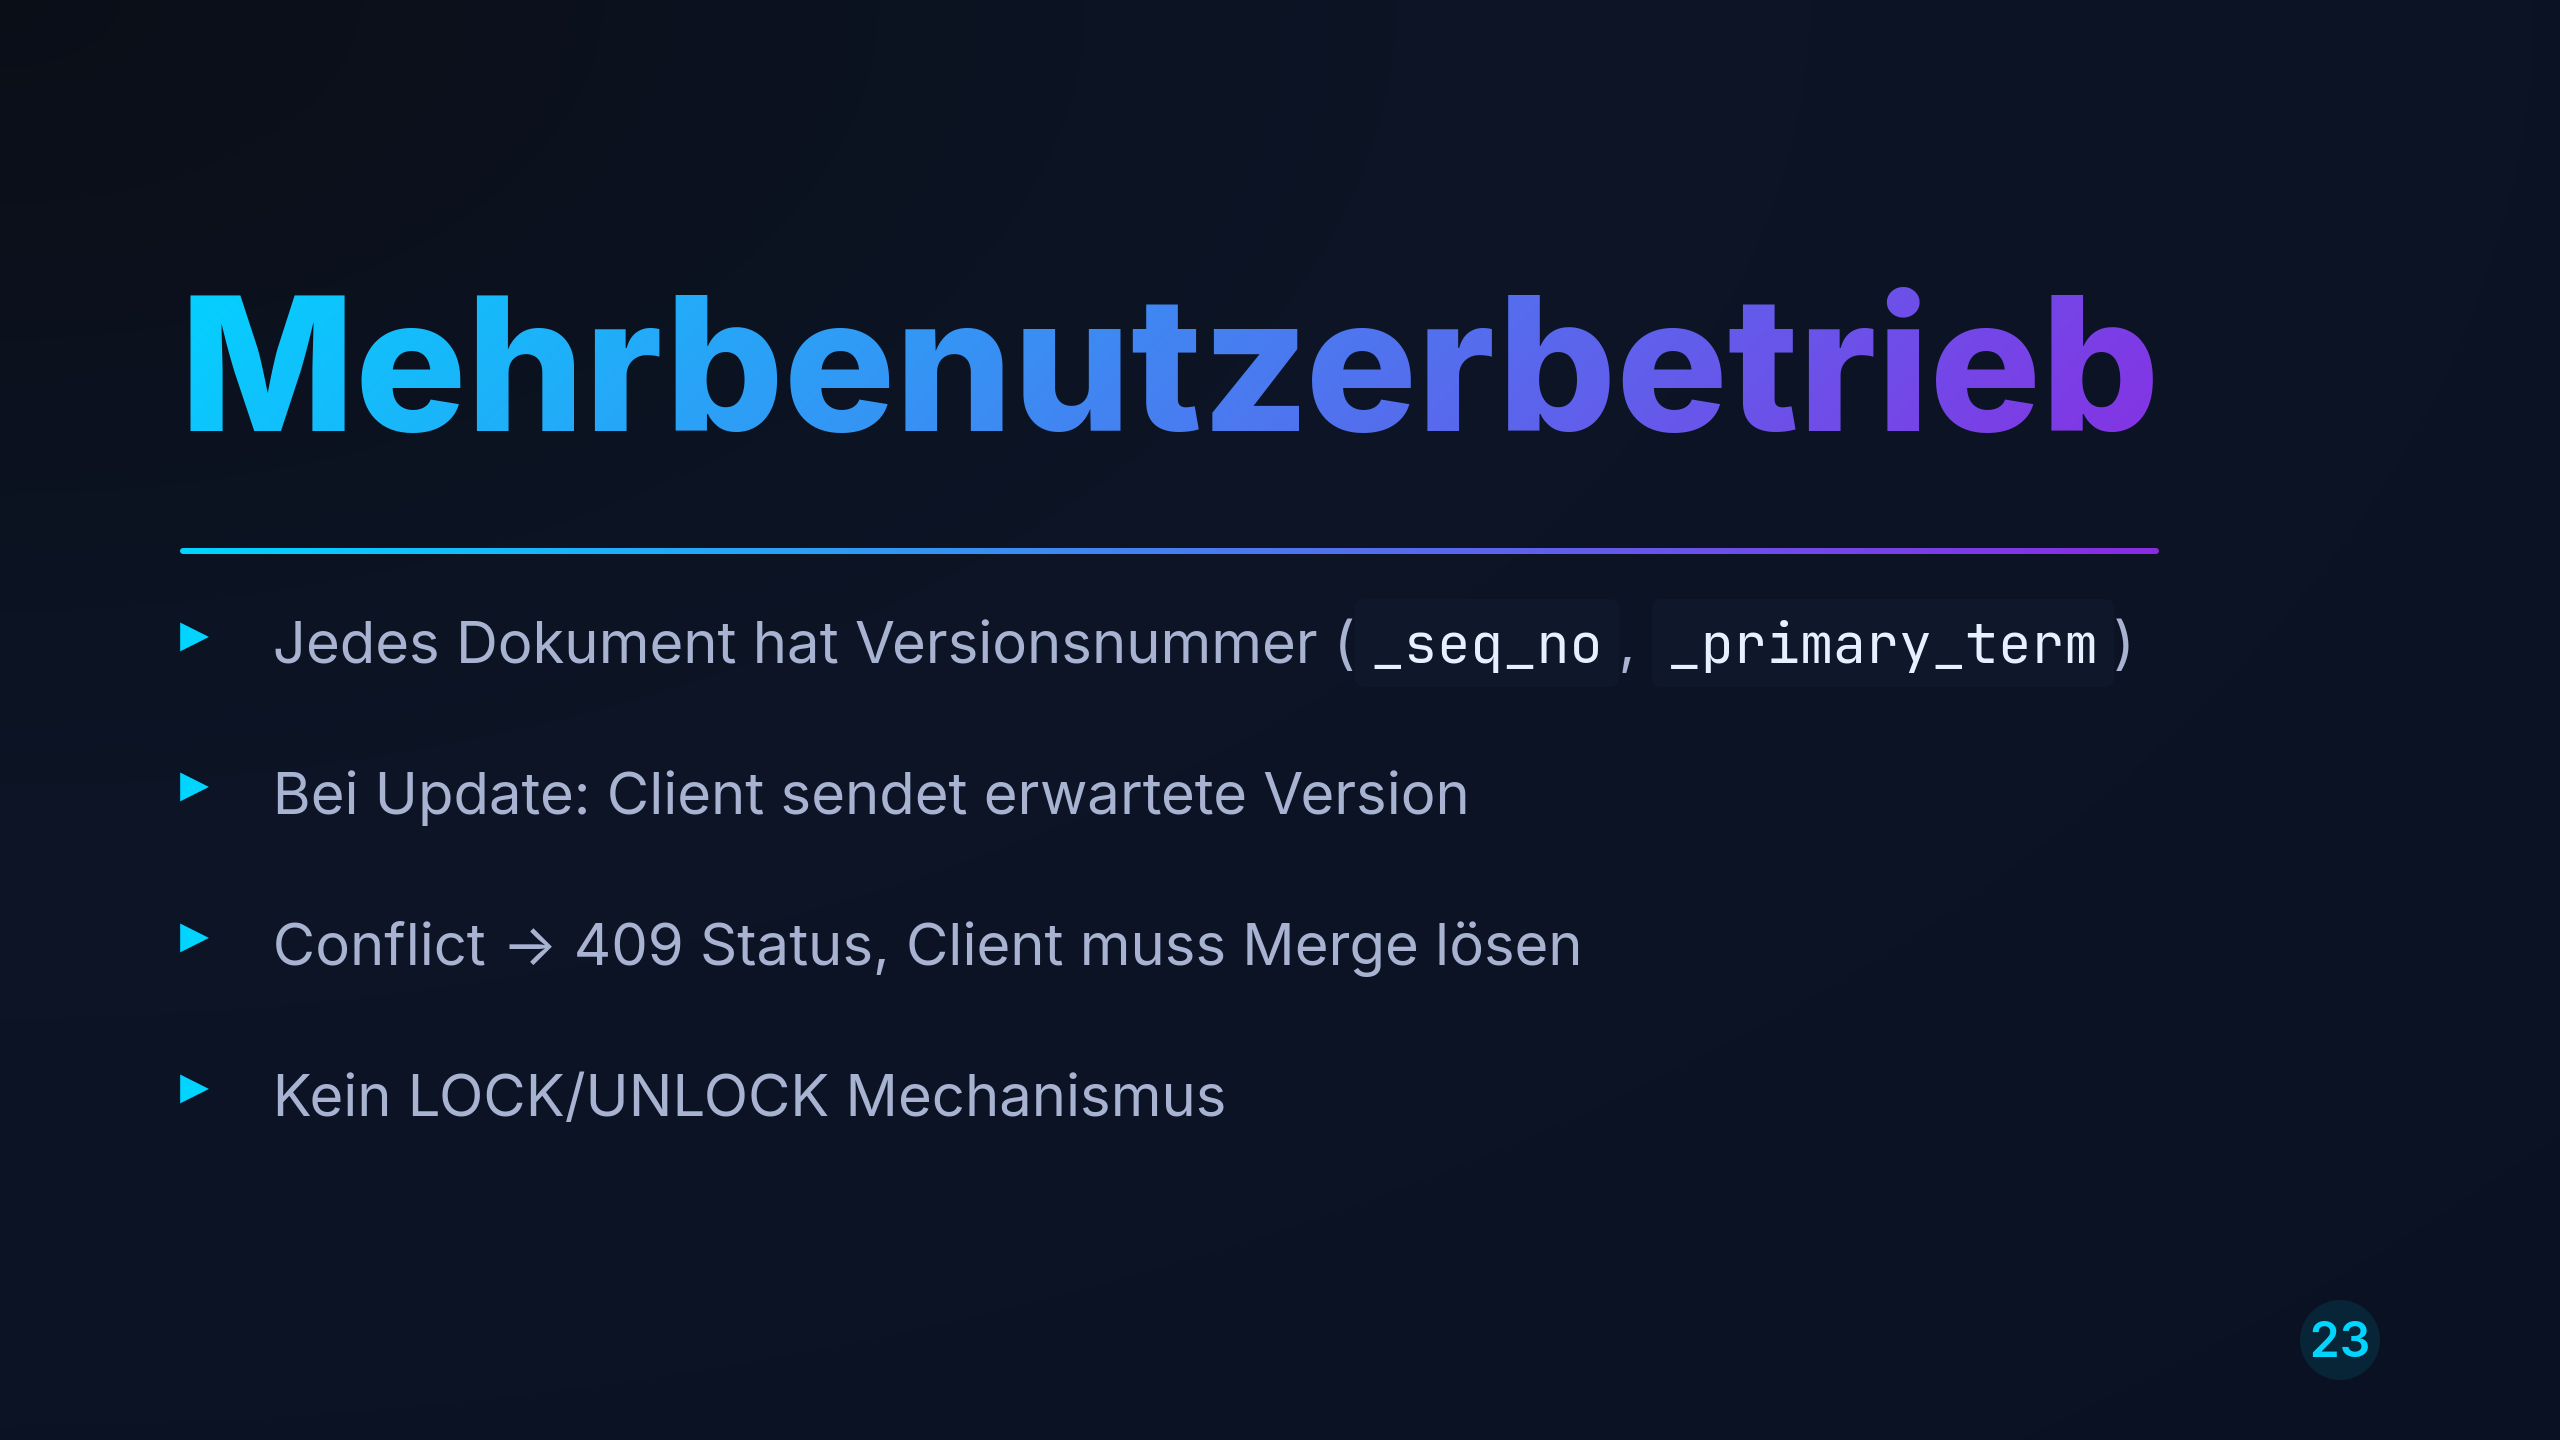 Mehrbenutzerbetrieb
▶ Jedes Dokument hat Versionsnummer (_seq_no, _primary_term)
▶ Bei Update: Client sendet erwartete Version
▶ Conflict → 409 Status, Client muss Merge lösen
▶ Kein LOCK/UNLOCK Mechanismus
23